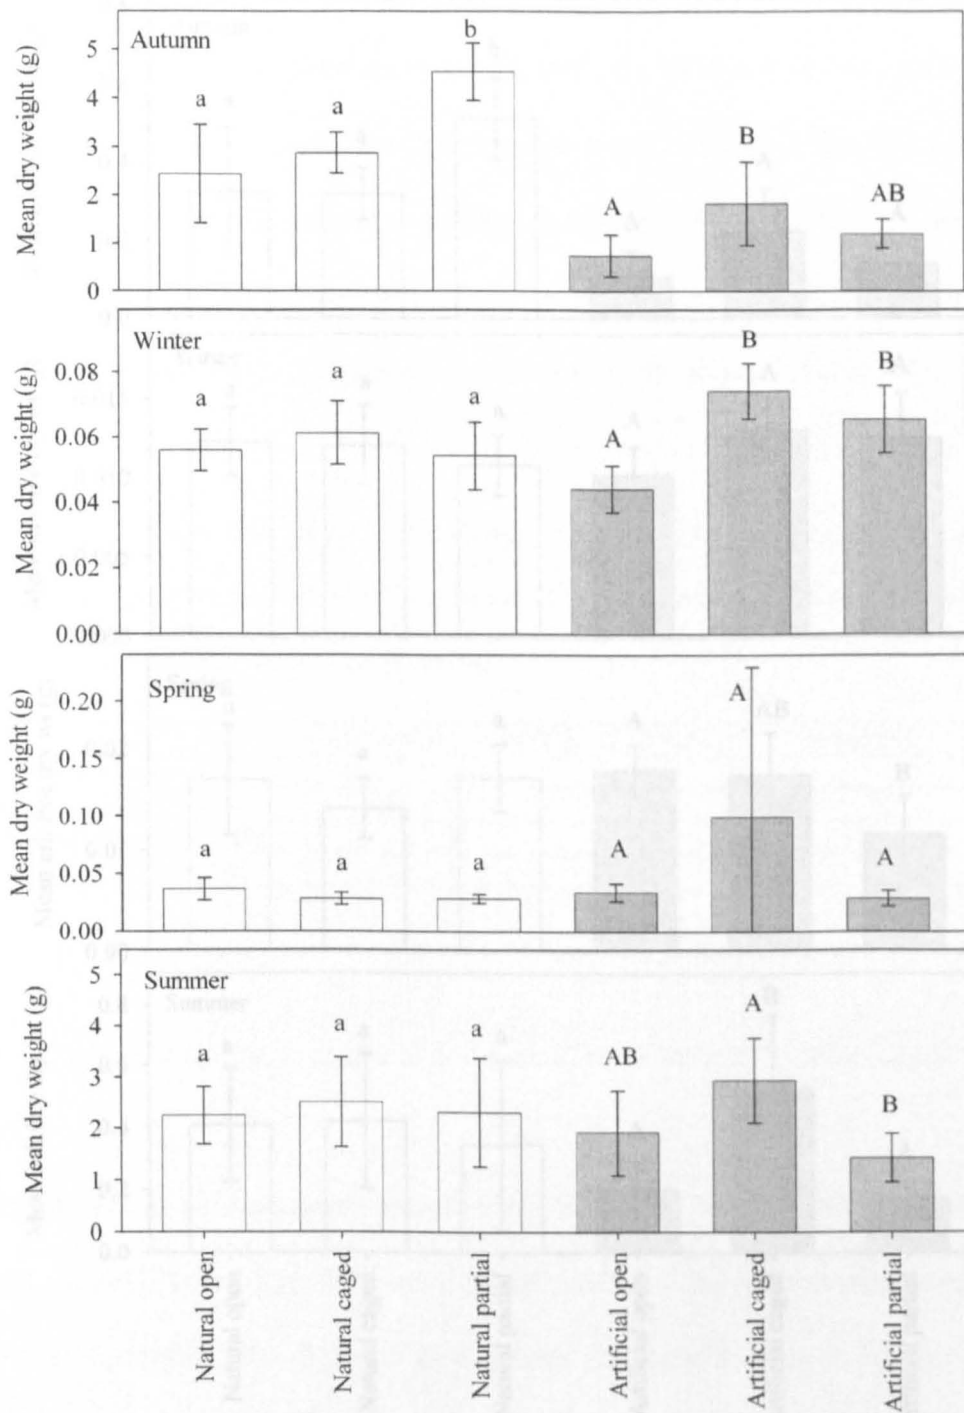 Autumn
Mean dry weight (g)
5
4
3
2
1
0
a
a
b
A
B
AB
Winter
Mean dry weight (g)
0.08
0.06
0.04
0.02
0.00
a
a
a
A
B
B
Spring
Mean dry weight (g)
0.20
0.15
0.10
0.05
0.00
a
a
a
A
A
A
Summer
Mean dry weight (g)
5
4
3
2
1
0
a
a
a
AB
A
B
Natural open
Natural caged
Natural partial
Artificial open
Artificial caged
Artificial partial